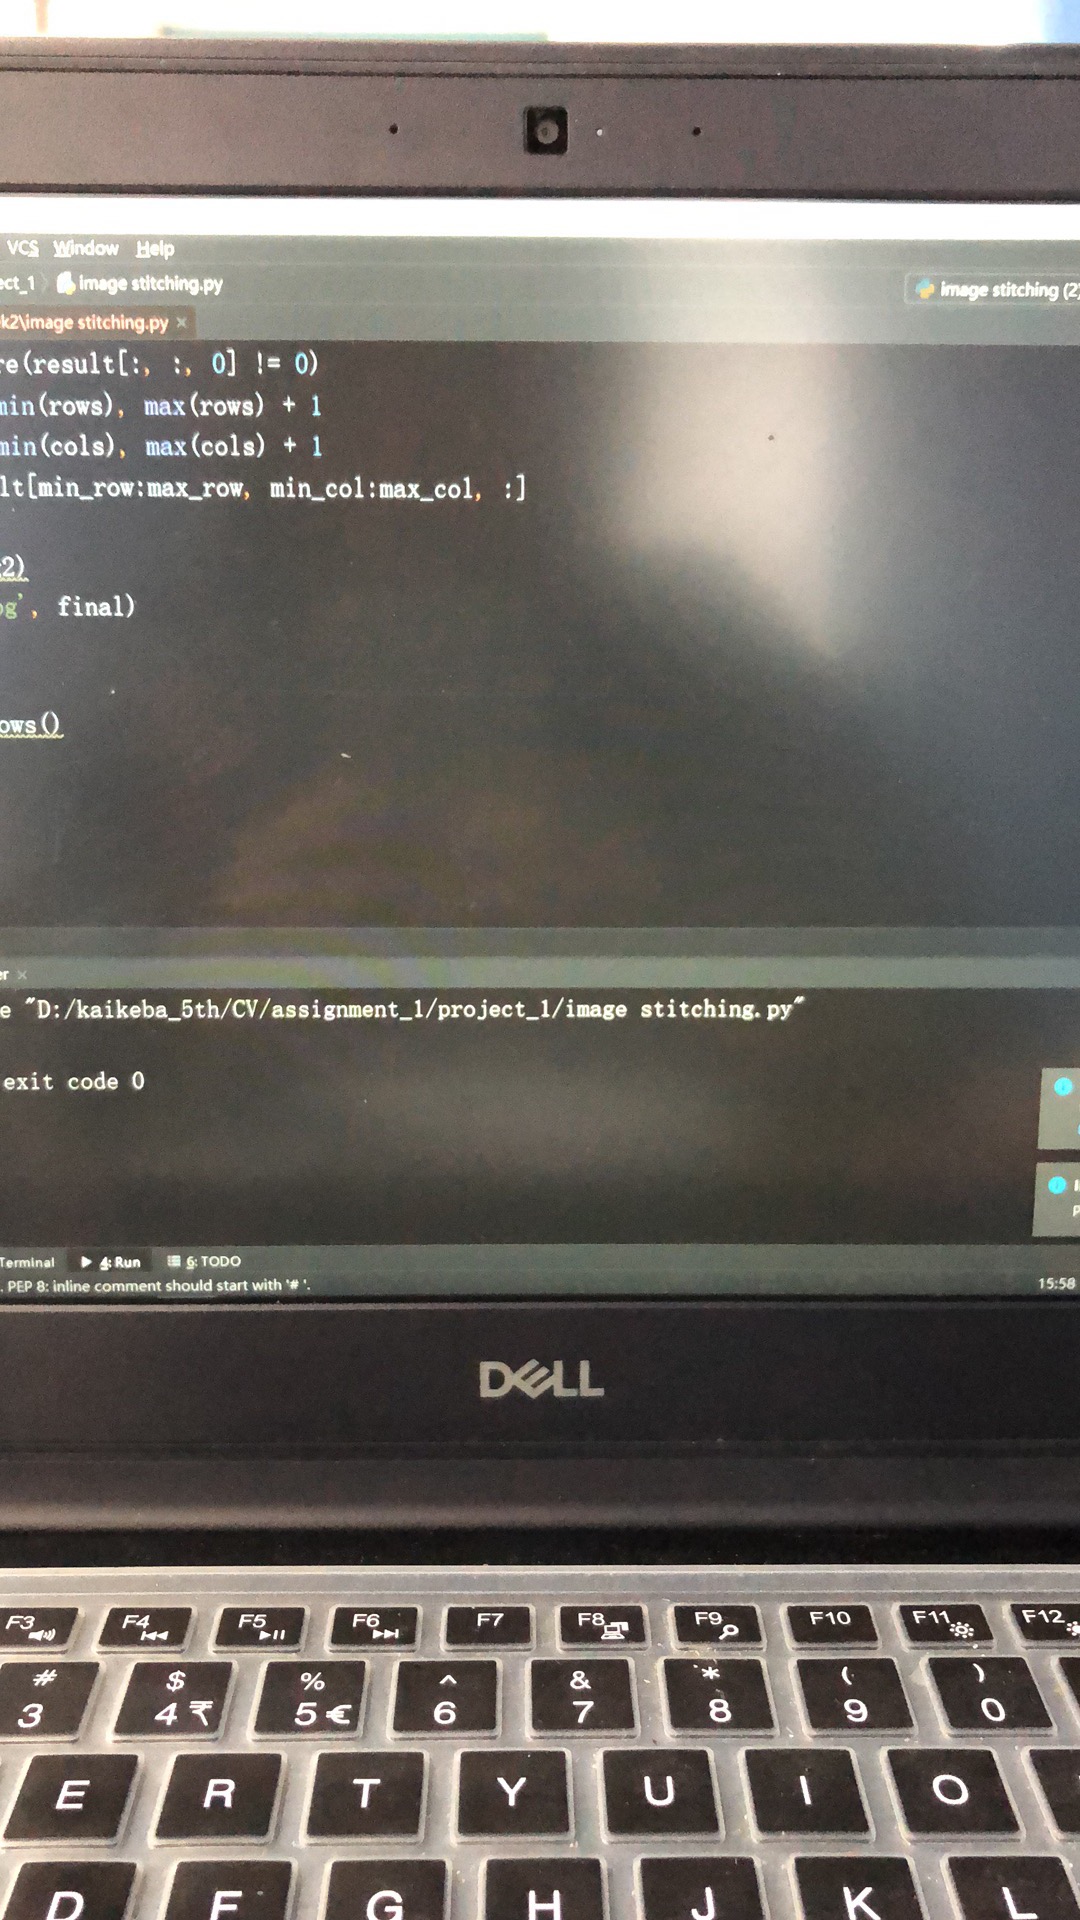 VCS Window Help
ect_1 image stitching.py
image stitching (2)
k2\image stitching.py ×
re(result[:, :, 0] != 0)
min(rows), max(rows) + 1
min(cols), max(cols) + 1
lt[min_row:max_row, min_col:max_col, :]
2)
og', final)
ows()
er ×
e "D:/kaikeba_5th/CV/assignment_1/project_1/image stitching.py"
exit code 0
Terminal 4: Run 6: TODO
. PEP 8: inline comment should start with '# '.
15:58
DELL
F3 F4 F5 F6 F7 F8 F9 F10 F11 F12
# $ % ^ & * ( )
3 4 ₹ 5 € 6 7 8 9 0
E R T Y U I O
D F G H J K L